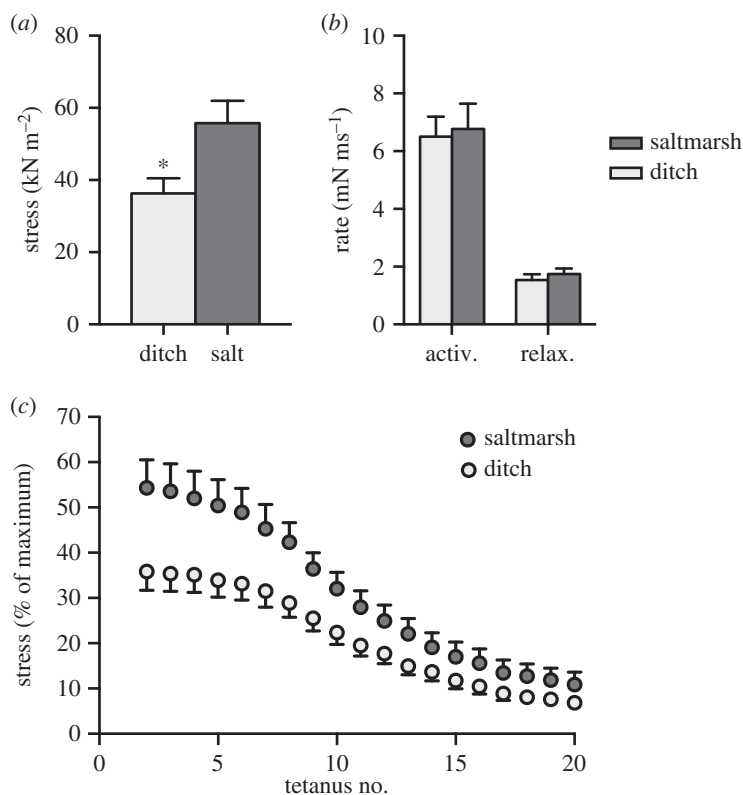 (a)
80
60
40
20
0
stress (kN m⁻²)
*
ditch salt
(b)
10
8
6
4
2
0
rate (mN ms⁻¹)
activ. relax.
saltmarsh
ditch
(c)
70
60
50
40
30
20
10
0
stress (% of maximum)
saltmarsh
ditch
0 5 10 15 20
tetanus no.